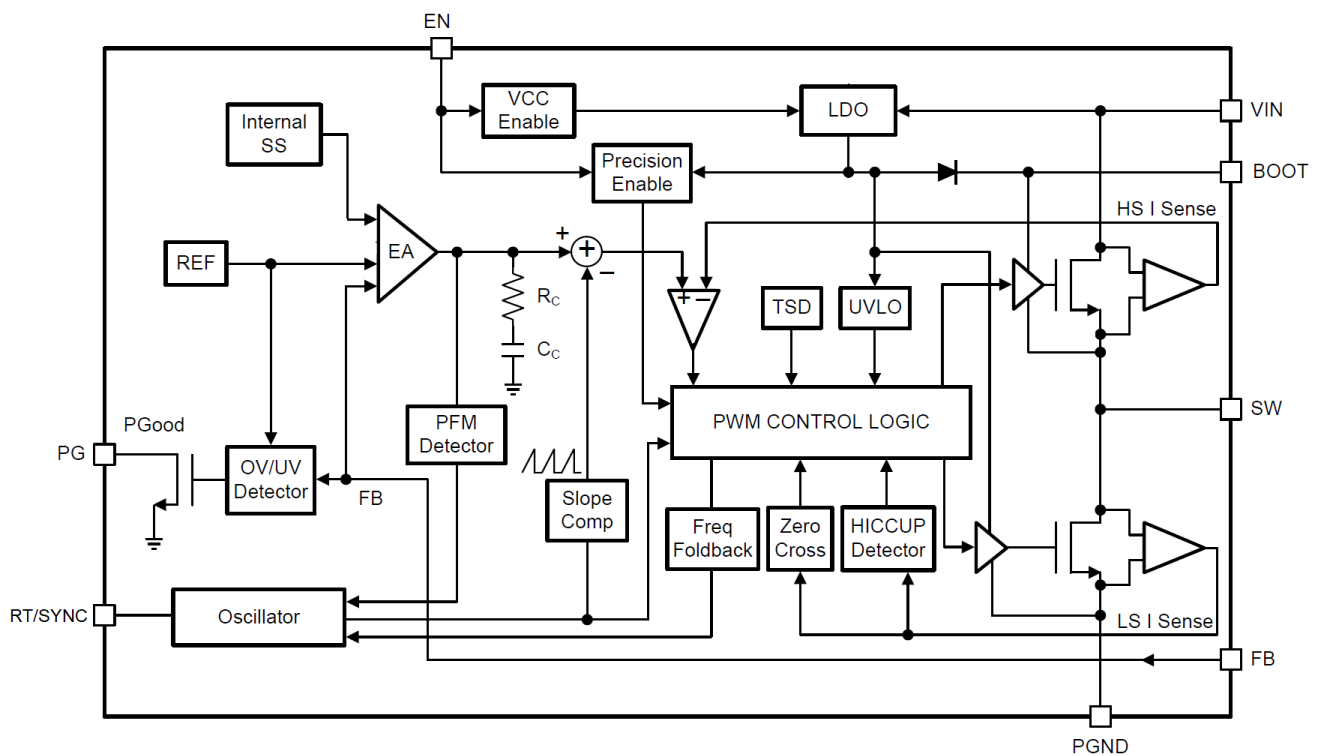 EN
VCC
Enable
LDO
VIN
Internal
SS
Precision
Enable
BOOT
HS I Sense
+
EA
+
−
REF
+ −
RC
TSD
UVLO
CC
PWM CONTROL LOGIC
SW
PFM
Detector
PGood
PG
OV/UV
Detector
FB
Slope
Comp
Freq
Foldback
Zero
Cross
HICCUP
Detector
RT/SYNC
Oscillator
LS I Sense
FB
PGND